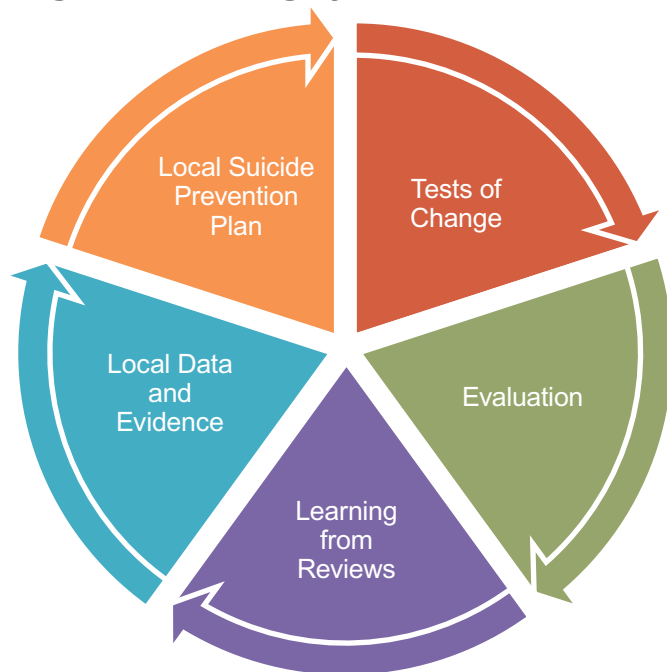 Local Suicide
Prevention
Plan
Tests of
Change
Evaluation
Learning
from
Reviews
Local Data
and
Evidence